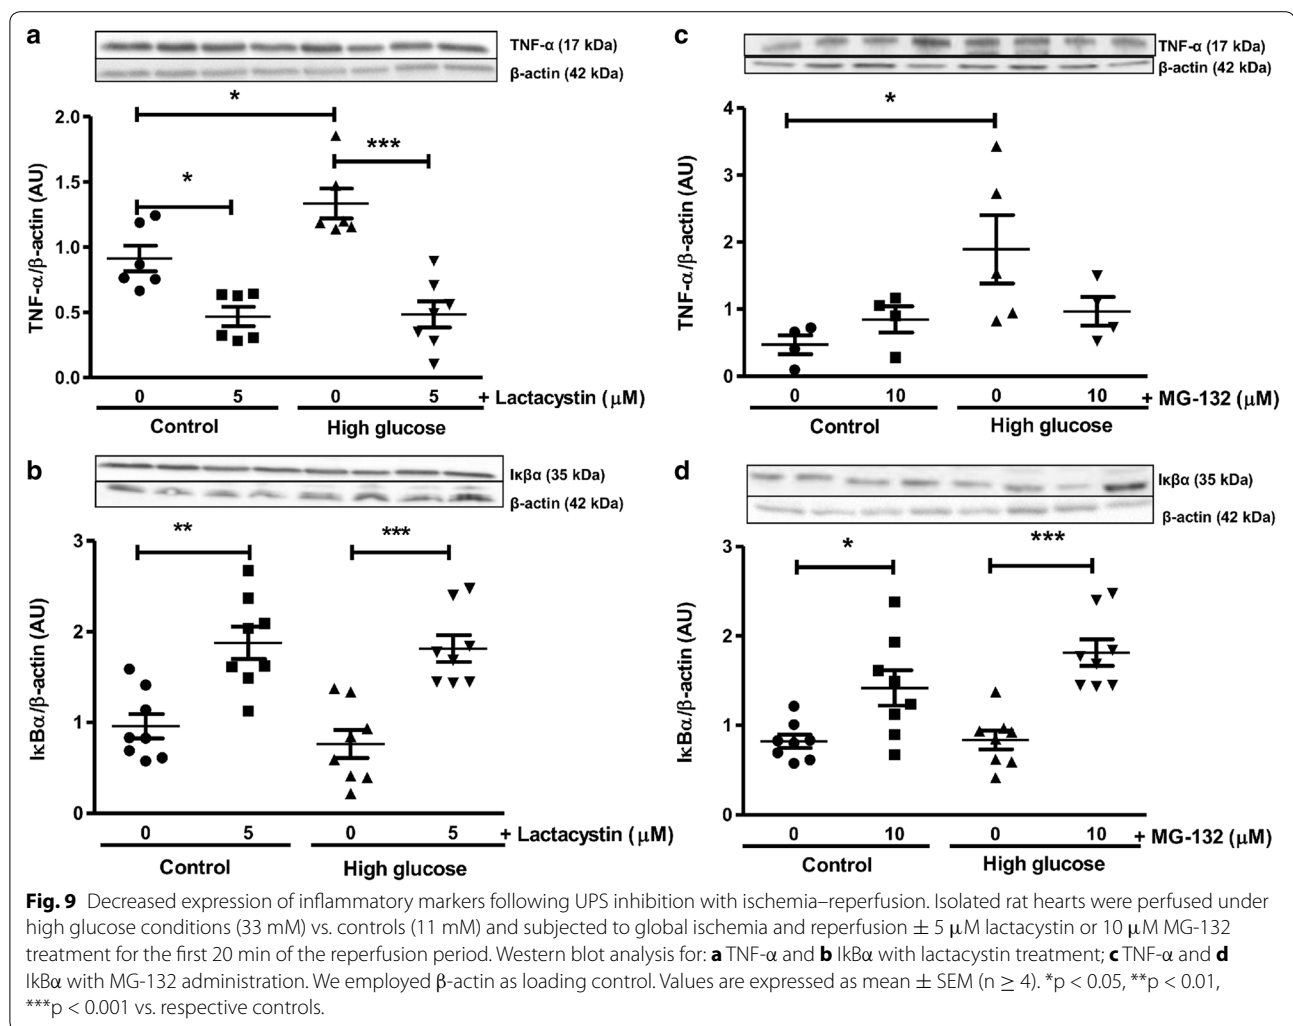 a
TNF-α (17 kDa)
β-actin (42 kDa)
*
*
***
TNF-α/β-actin (AU)
2.0
1.5
1.0
0.5
0.0
0 5 0 5 + Lactacystin (μM)
Control High glucose
c
TNF-α (17 kDa)
β-actin (42 kDa)
*
TNF-α/β-actin (AU)
4
3
2
1
0
0 10 0 10 + MG-132 (μM)
Control High glucose
b
Iκβα (35 kDa)
β-actin (42 kDa)
** ***
IκBα/β-actin (AU)
3
2
1
0
0 5 0 5 + Lactacystin (μM)
Control High glucose
d
Iκβα (35 kDa)
β-actin (42 kDa)
* ***
IκBα/β-actin (AU)
3
2
1
0
0 10 0 10 + MG-132 (μM)
Control High glucose
Fig. 9 Decreased expression of inflammatory markers following UPS inhibition with ischemia–reperfusion. Isolated rat hearts were perfused under
high glucose conditions (33 mM) vs. controls (11 mM) and subjected to global ischemia and reperfusion ± 5 μM lactacystin or 10 μM MG-132
treatment for the first 20 min of the reperfusion period. Western blot analysis for: a TNF-α and b IkBα with lactacystin treatment; c TNF-α and d
IkBα with MG-132 administration. We employed β-actin as loading control. Values are expressed as mean ± SEM (n ≥ 4). *p < 0.05, **p < 0.01,
***p < 0.001 vs. respective controls.